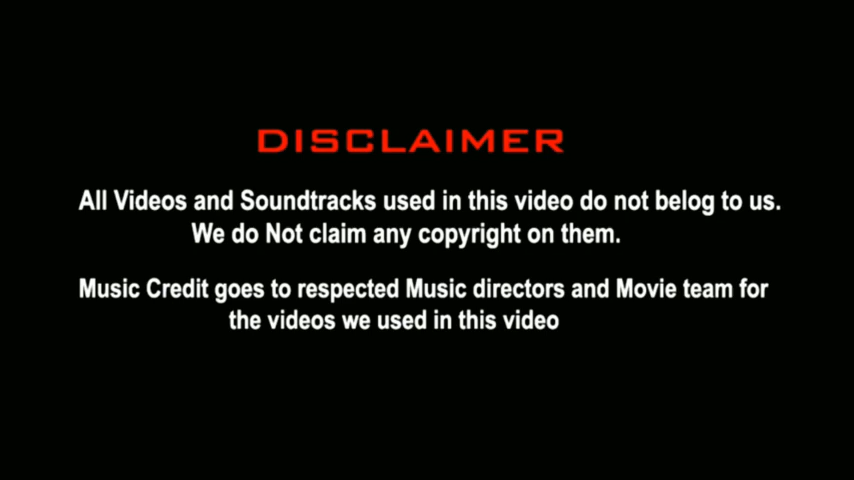 DISCLAIMER
All Videos and Soundtracks used in this video do not belog to us.
We do Not claim any copyright on them.
Music Credit goes to respected Music directors and Movie team for
the videos we used in this video